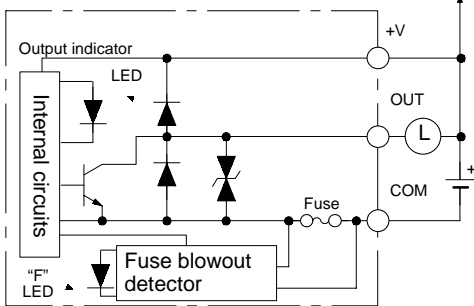 +V
Output indicator
LED
OUT
L
Internal circuits
COM
+
Fuse
"F"
LED
Fuse blowout
detector